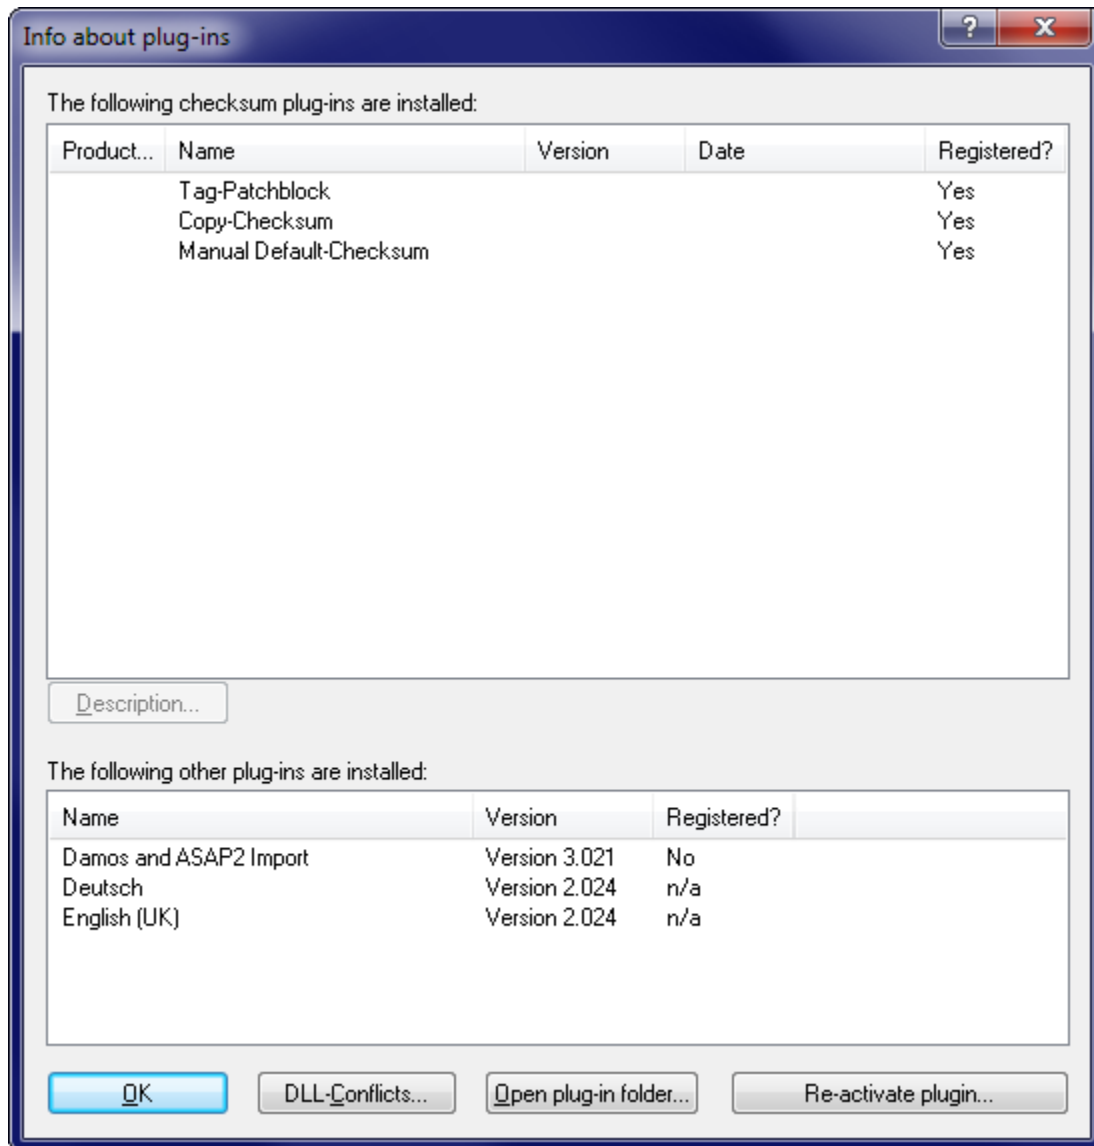 Info about plug-ins
?
X
The following checksum plug-ins are installed:
Product... Name Version Date Registered?
Tag-Patchblock Yes
Copy-Checksum Yes
Manual Default-Checksum Yes
Description...
The following other plug-ins are installed:
Name Version Registered?
Damos and ASAP2 Import Version 3.021 No
Deutsch Version 2.024 n/a
English (UK) Version 2.024 n/a
OK DLL-Conflicts... Open plug-in folder... Re-activate plugin...